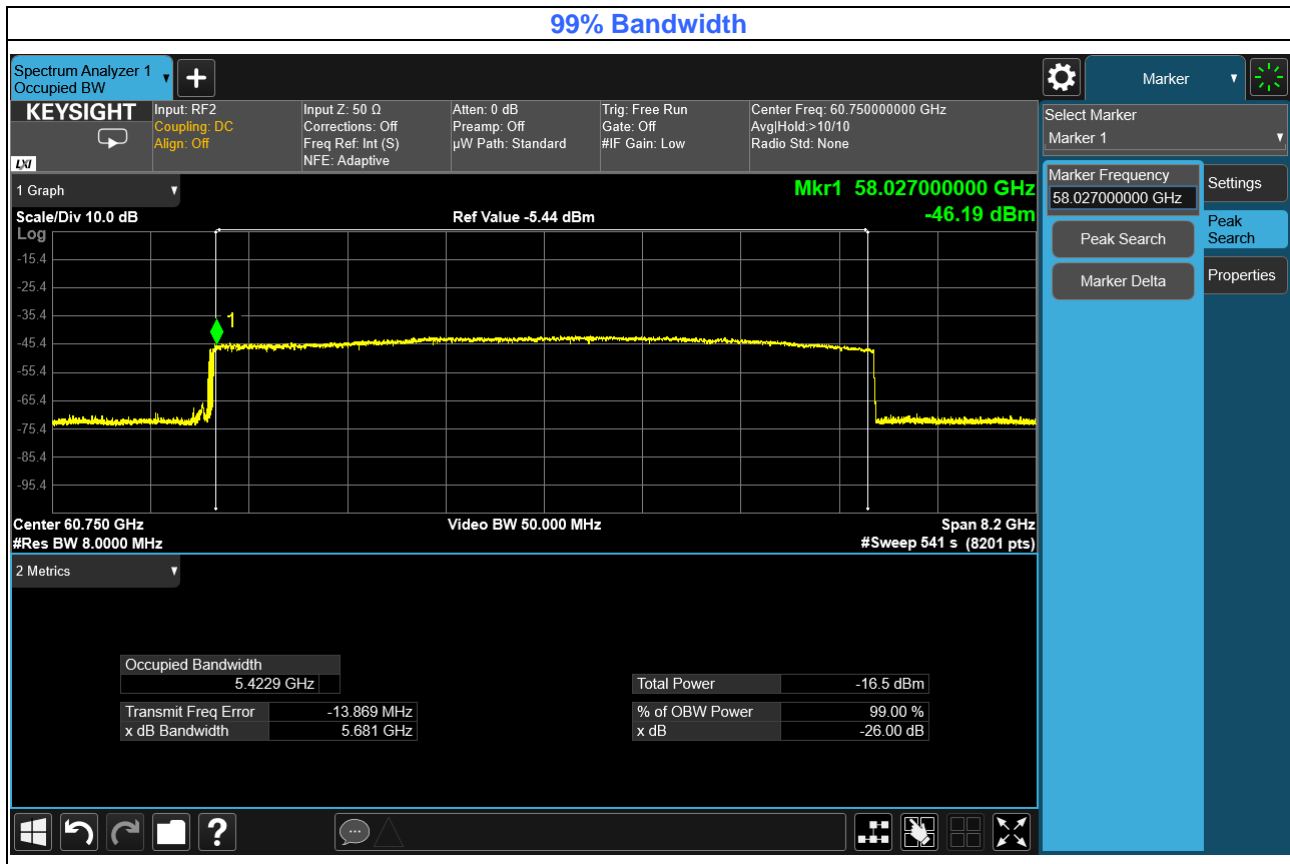 99% Bandwidth
Spectrum Analyzer 1
Occupied BW
Marker
KEYSIGHT
LXI
Input: RF2
Coupling: DC
Align: Off
Input Z: 50 Ω
Corrections: Off
Freq Ref: Int (S)
NFE: Adaptive
Atten: 0 dB
Preamp: Off
µW Path: Standard
Trig: Free Run
Gate: Off
#IF Gain: Low
Center Freq: 60.750000000 GHz
Avg|Hold:>10/10
Radio Std: None
Select Marker
Marker 1
Marker Frequency
58.027000000 GHz
Peak Search
Marker Delta
Settings
Peak
Search
Properties
1 Graph
Mkr1 58.027000000 GHz
Scale/Div 10.0 dB
Ref Value -5.44 dBm
-46.19 dBm
Log
-15.4
-25.4
-35.4
1
-45.4
-55.4
-65.4
-75.4
-85.4
-95.4
Center 60.750 GHz
Video BW 50.000 MHz
Span 8.2 GHz
#Res BW 8.0000 MHz
#Sweep 541 s (8201 pts)
2 Metrics
Occupied Bandwidth
5.4229 GHz
Total Power -16.5 dBm
Transmit Freq Error -13.869 MHz
% of OBW Power 99.00 %
x dB Bandwidth 5.681 GHz
x dB -26.00 dB
?